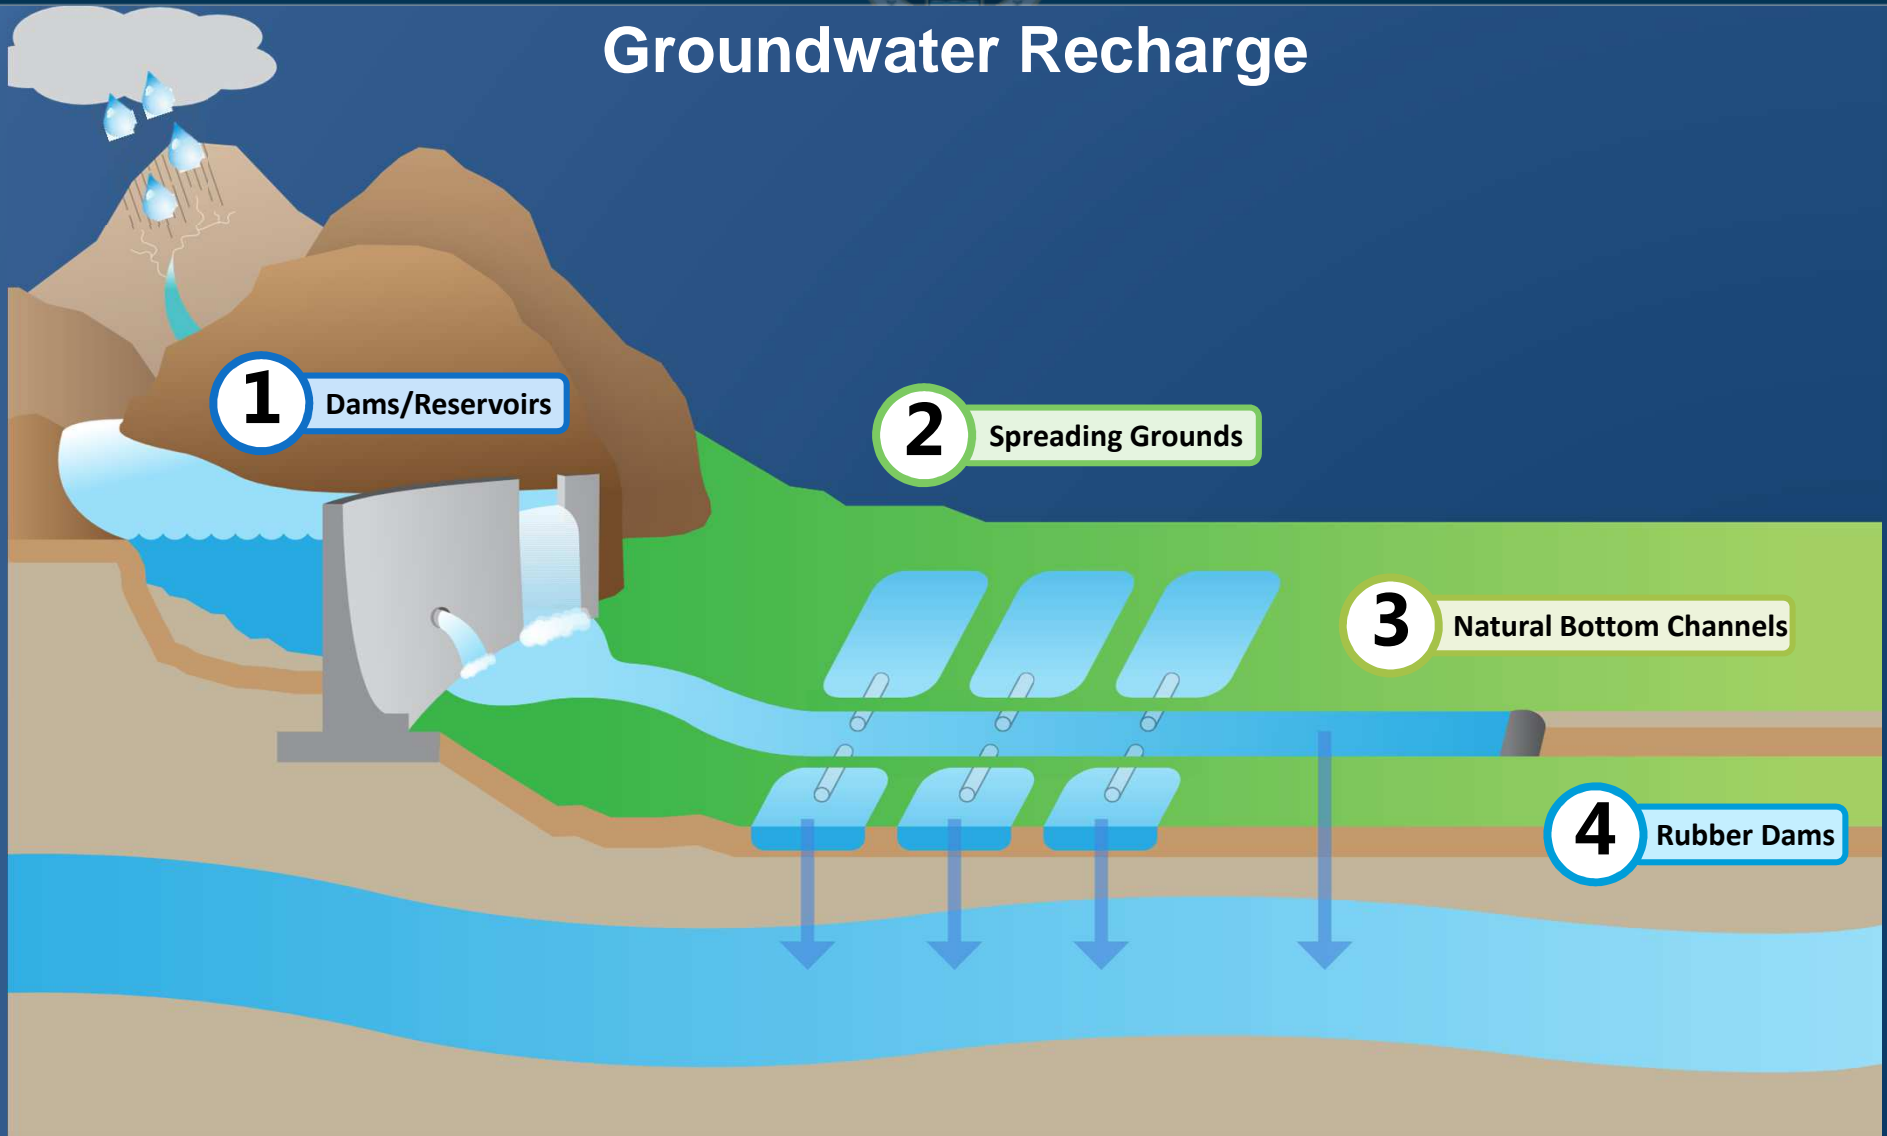 Groundwater Recharge
1 Dams/Reservoirs
2 Spreading Grounds
3 Natural Bottom Channels
4 Rubber Dams